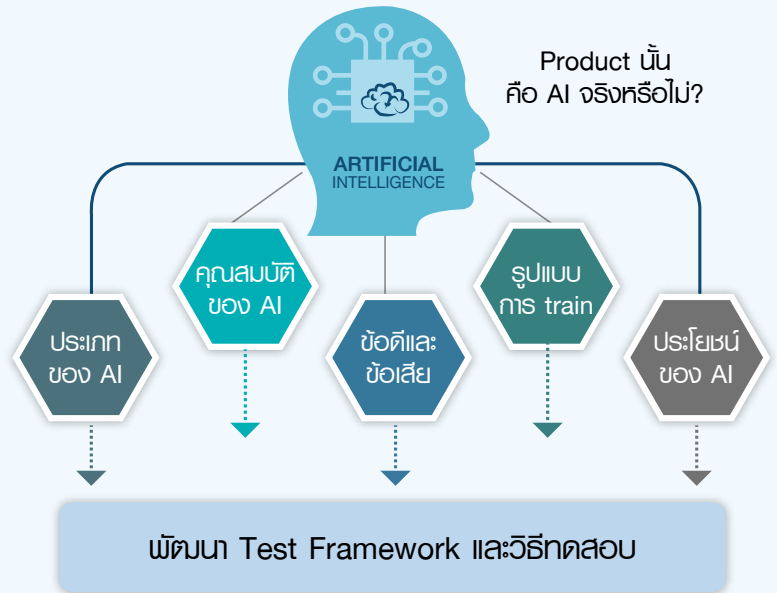 Product นั้น
คือ AI จริงหรือไม่?
ARTIFICIAL
INTELLIGENCE
คุณสมบัติ
ของ AI
รูปแบบ
การ train
ประเภท
ของ AI
ข้อดีและ
ข้อเสีย
ประโยชน์
ของ AI
พัฒนา Test Framework และวิธีทดสอบ